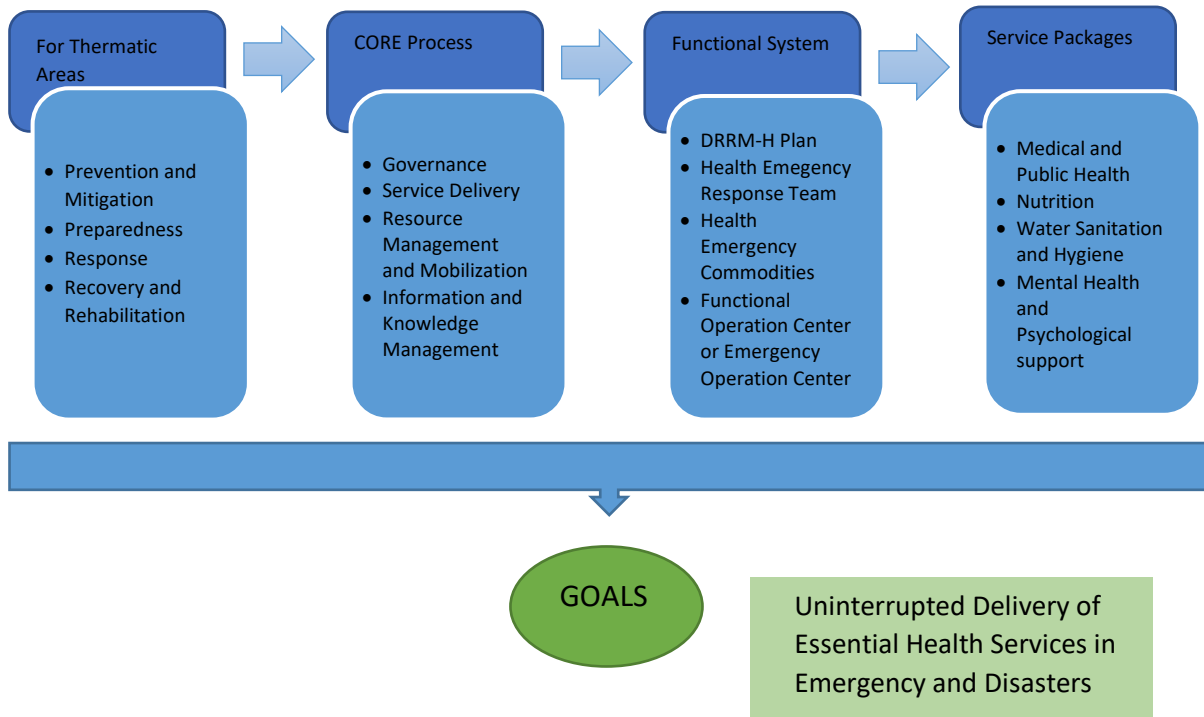 For Thermatic
Areas
• Prevention and
Mitigation
• Preparedness
• Response
• Recovery and
Rehabilitation
CORE Process
• Governance
• Service Delivery
• Resource
Management
and Mobilization
• Information and
Knowledge
Management
Functional System
• DRRM-H Plan
• Health Emegency
Response Team
• Health
Emergency
Commodities
• Functional
Operation Center
or Emergency
Operation Center
Service Packages
• Medical and
Public Health
• Nutrition
• Water Sanitation
and Hygiene
• Mental Health
and
Psychological
support
GOALS
Uninterrupted Delivery of
Essential Health Services in
Emergency and Disasters